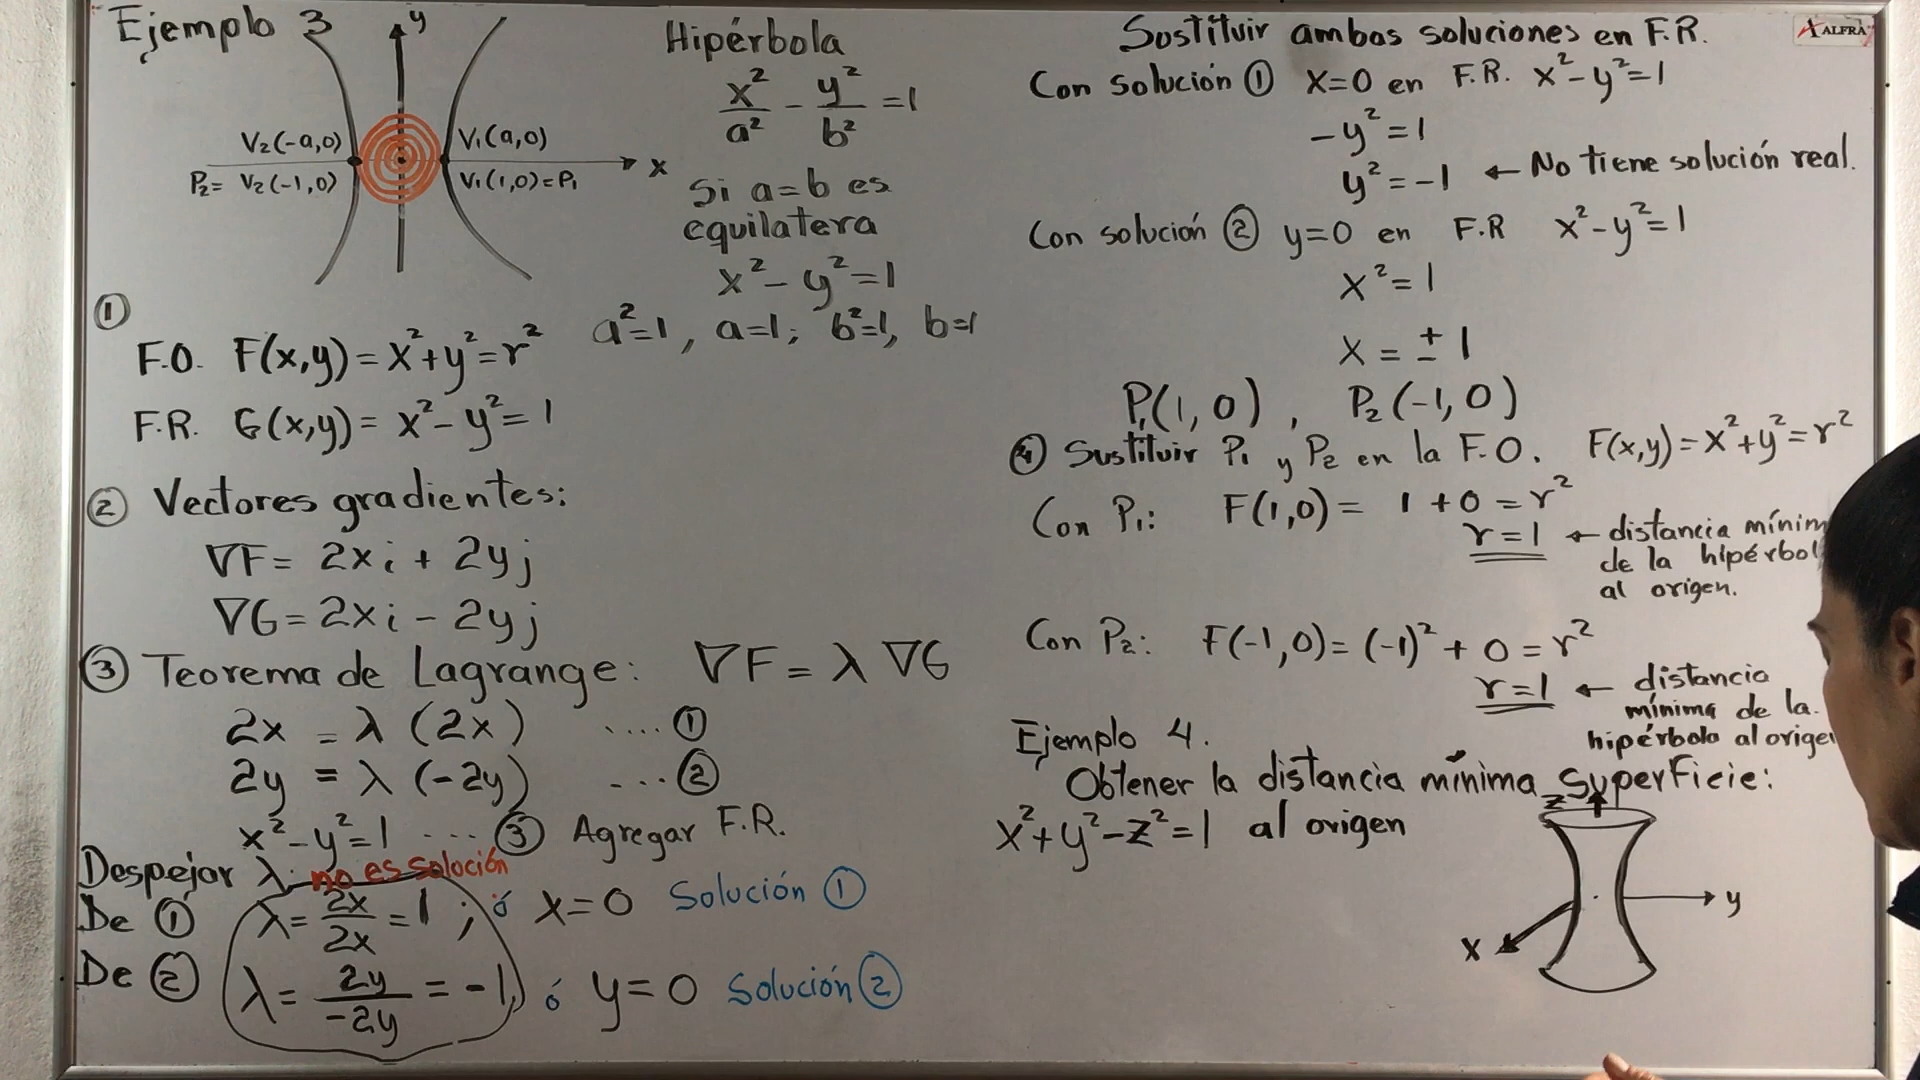 Ejemplo 3
y
V₂(-a,0)
V₁(a,0)
x
P₂= V₂(-1,0)
V₁(1,0)=P₁
Hipérbola
x²/a² - y²/b² =1
Si a=b es
equilatera
x² - y² =1
a²=1, a=1; b²=1, b=1
①
F.O. F(x,y) = x²+y²=r²
F.R. G(x,y) = x²-y²=1
② Vectores gradientes:
∇F= 2xi + 2yj
∇G=2xi - 2yj
③ Teorema de Lagrange: ∇F = λ ∇G
2x = λ (2x) ....①
2y = λ (-2y) ...②
x²-y²=1 ....③ Agregar F.R.
Despejar λ: no es soloción
De ① λ= 2x/2x =1 ; ó x=0 Solución ①
De ② λ= 2y/-2y = -1, ó y=0 Solución ②
Sustituir ambas soluciones en F.R.
ALFRA
Con solución ① x=0 en F.R. x²-y²=1
-y²=1
y²=-1 ← No tiene solución real.
Con solución ② y=0 en F.R x²-y²=1
x²=1
x = ± 1
P₁(1,0), P₂(-1,0)
④ Sustituir P₁ y P₂ en la F.O. F(x,y)=x²+y²=r²
Con P₁: F(1,0)= 1+0=r²
r=1 ← distancia mínim
de la hipérbol
al origen.
Con P₂: F(-1,0)=(-1)²+0=r²
r=1 ← distancia
mínima de la
hipérbola al orige
Ejemplo 4.
Obtener la distancia mínima superficie:
x²+y²-z²=1 al origen
z
y
x